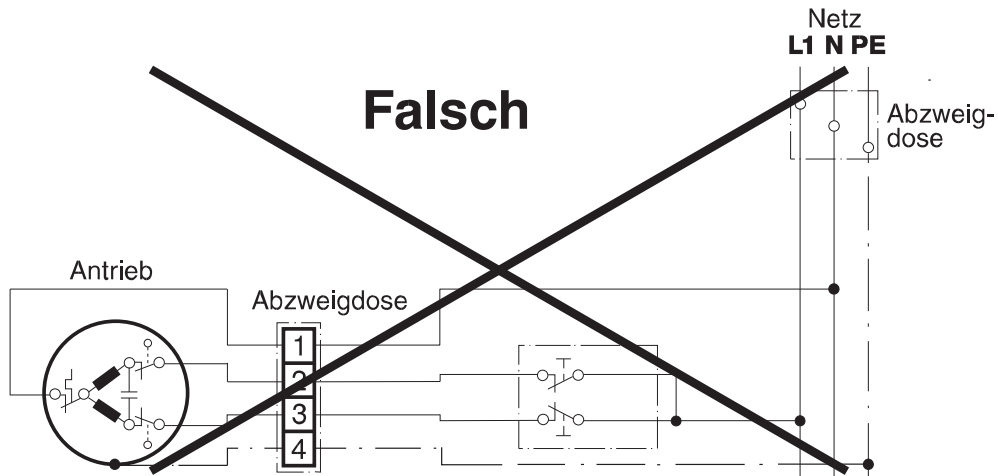 Netz
L1 N PE
Falsch
Abzweig-
dose
Antrieb
Abzweigdose
1
2
3
4